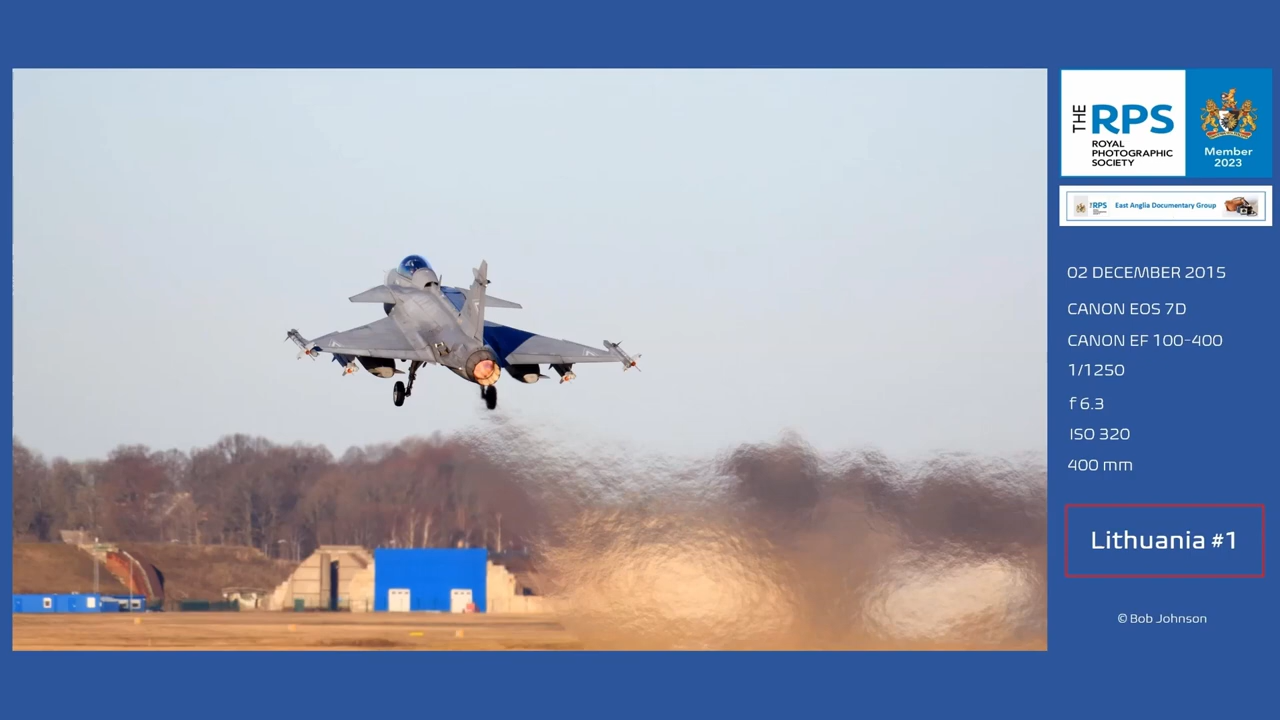 THE RPS
ROYAL
PHOTOGRAPHIC
SOCIETY
Member
2023
THE RPS
East Anglia Documentary Group
02 DECEMBER 2015
CANON EOS 7D
CANON EF 100-400
1/1250
f 6.3
ISO 320
400 mm
Lithuania #1
© Bob Johnson